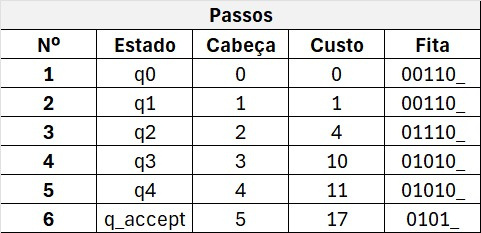 Passos
Nº Estado Cabeça Custo Fita
1 q0 0 0 00110_
2 q1 1 1 00110_
3 q2 2 4 01110_
4 q3 3 10 01010_
5 q4 4 11 01010_
6 q_accept 5 17 0101_